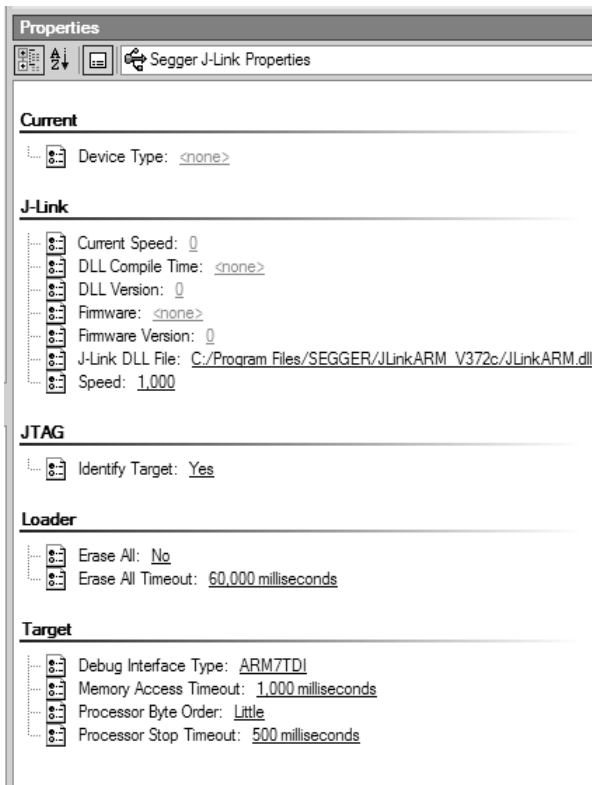 Properties
Segger J-Link Properties
Current
Device Type: <none>
J-Link
Current Speed: 0
DLL Compile Time: <none>
DLL Version: 0
Firmware: <none>
Firmware Version: 0
J-Link DLL File: C:/Program Files/SEGGER/JLinkARM_V372c/JLinkARM.dll
Speed: 1,000
JTAG
Identify Target: Yes
Loader
Erase All: No
Erase All Timeout: 60,000 milliseconds
Target
Debug Interface Type: ARM7TDI
Memory Access Timeout: 1,000 milliseconds
Processor Byte Order: Little
Processor Stop Timeout: 500 milliseconds